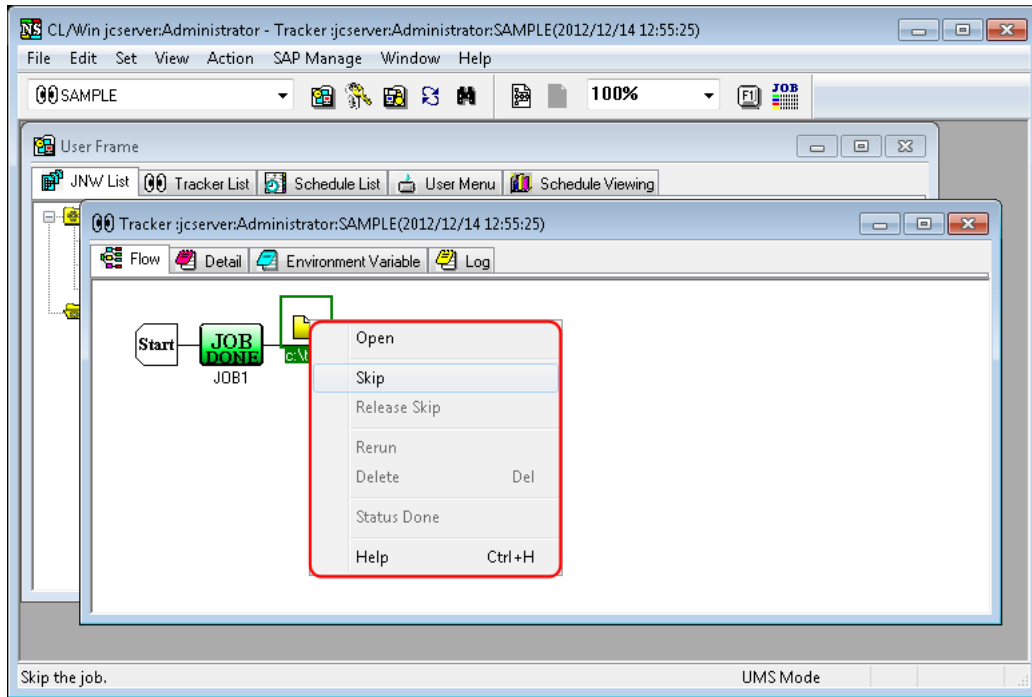 CL/Win jcserver:Administrator - Tracker :jcserver:Administrator:SAMPLE(2012/12/14 12:55:25)
File Edit Set View Action SAP Manage Window Help
SAMPLE 100% F1 JOB
User Frame
JNW List Tracker List Schedule List User Menu Schedule Viewing
Tracker :jcserver:Administrator:SAMPLE(2012/12/14 12:55:25)
Flow Detail Environment Variable Log
Start
JOB DONE
JOB1
Open
Skip
Release Skip
Rerun
Delete Del
Status Done
Help Ctrl+H
Skip the job. UMS Mode